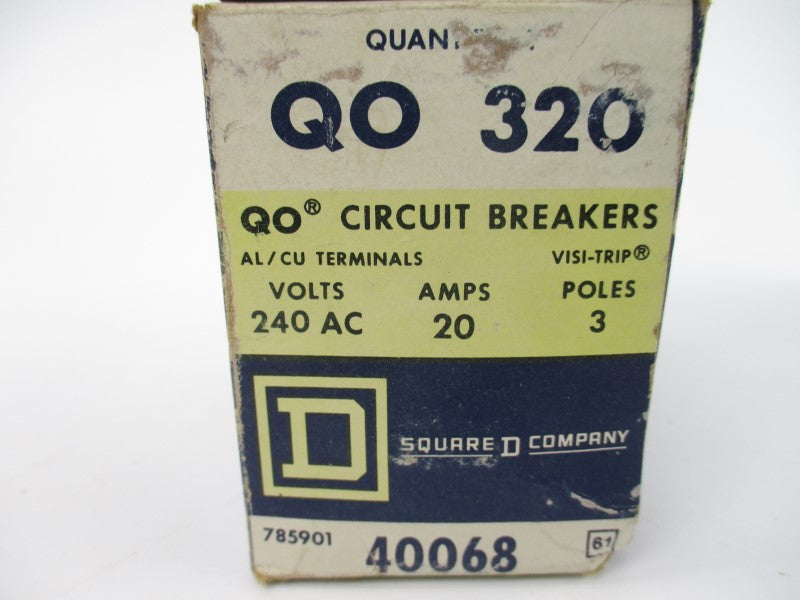 QO 320
QO® CIRCUIT BREAKERS
AL/CU TERMINALS VISI-TRIP®
VOLTS AMPS POLES
240 AC 20 3
D
SQUARE D COMPANY
785901 40068 61